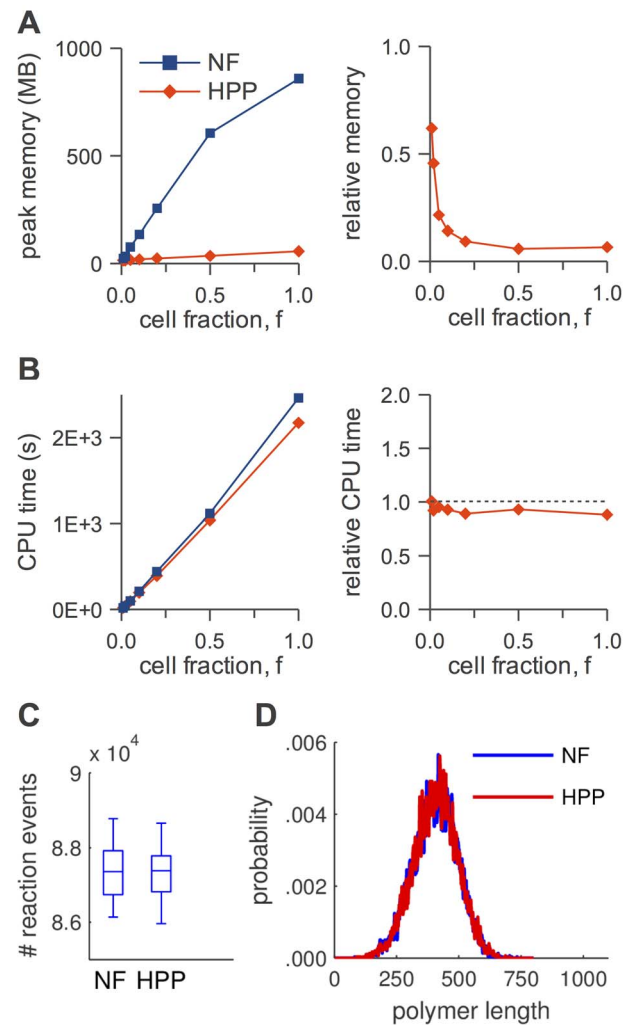 A
peak memory (MB)
1000
500
0
NF
HPP
0.0 0.5 1.0
cell fraction, f
relative memory
1.0
0.5
0.0
0.0 0.5 1.0
cell fraction, f
B
CPU time (s)
2E+3
1E+3
0E+0
0.0 0.5 1.0
cell fraction, f
relative CPU time
2.0
1.5
1.0
0.5
0.0
0.0 0.5 1.0
cell fraction, f
C
x 10⁴
# reaction events
9
8.8
8.6
NF HPP
D
probability
.006
.004
.002
.000
NF
HPP
0 250 500 750 1000
polymer length